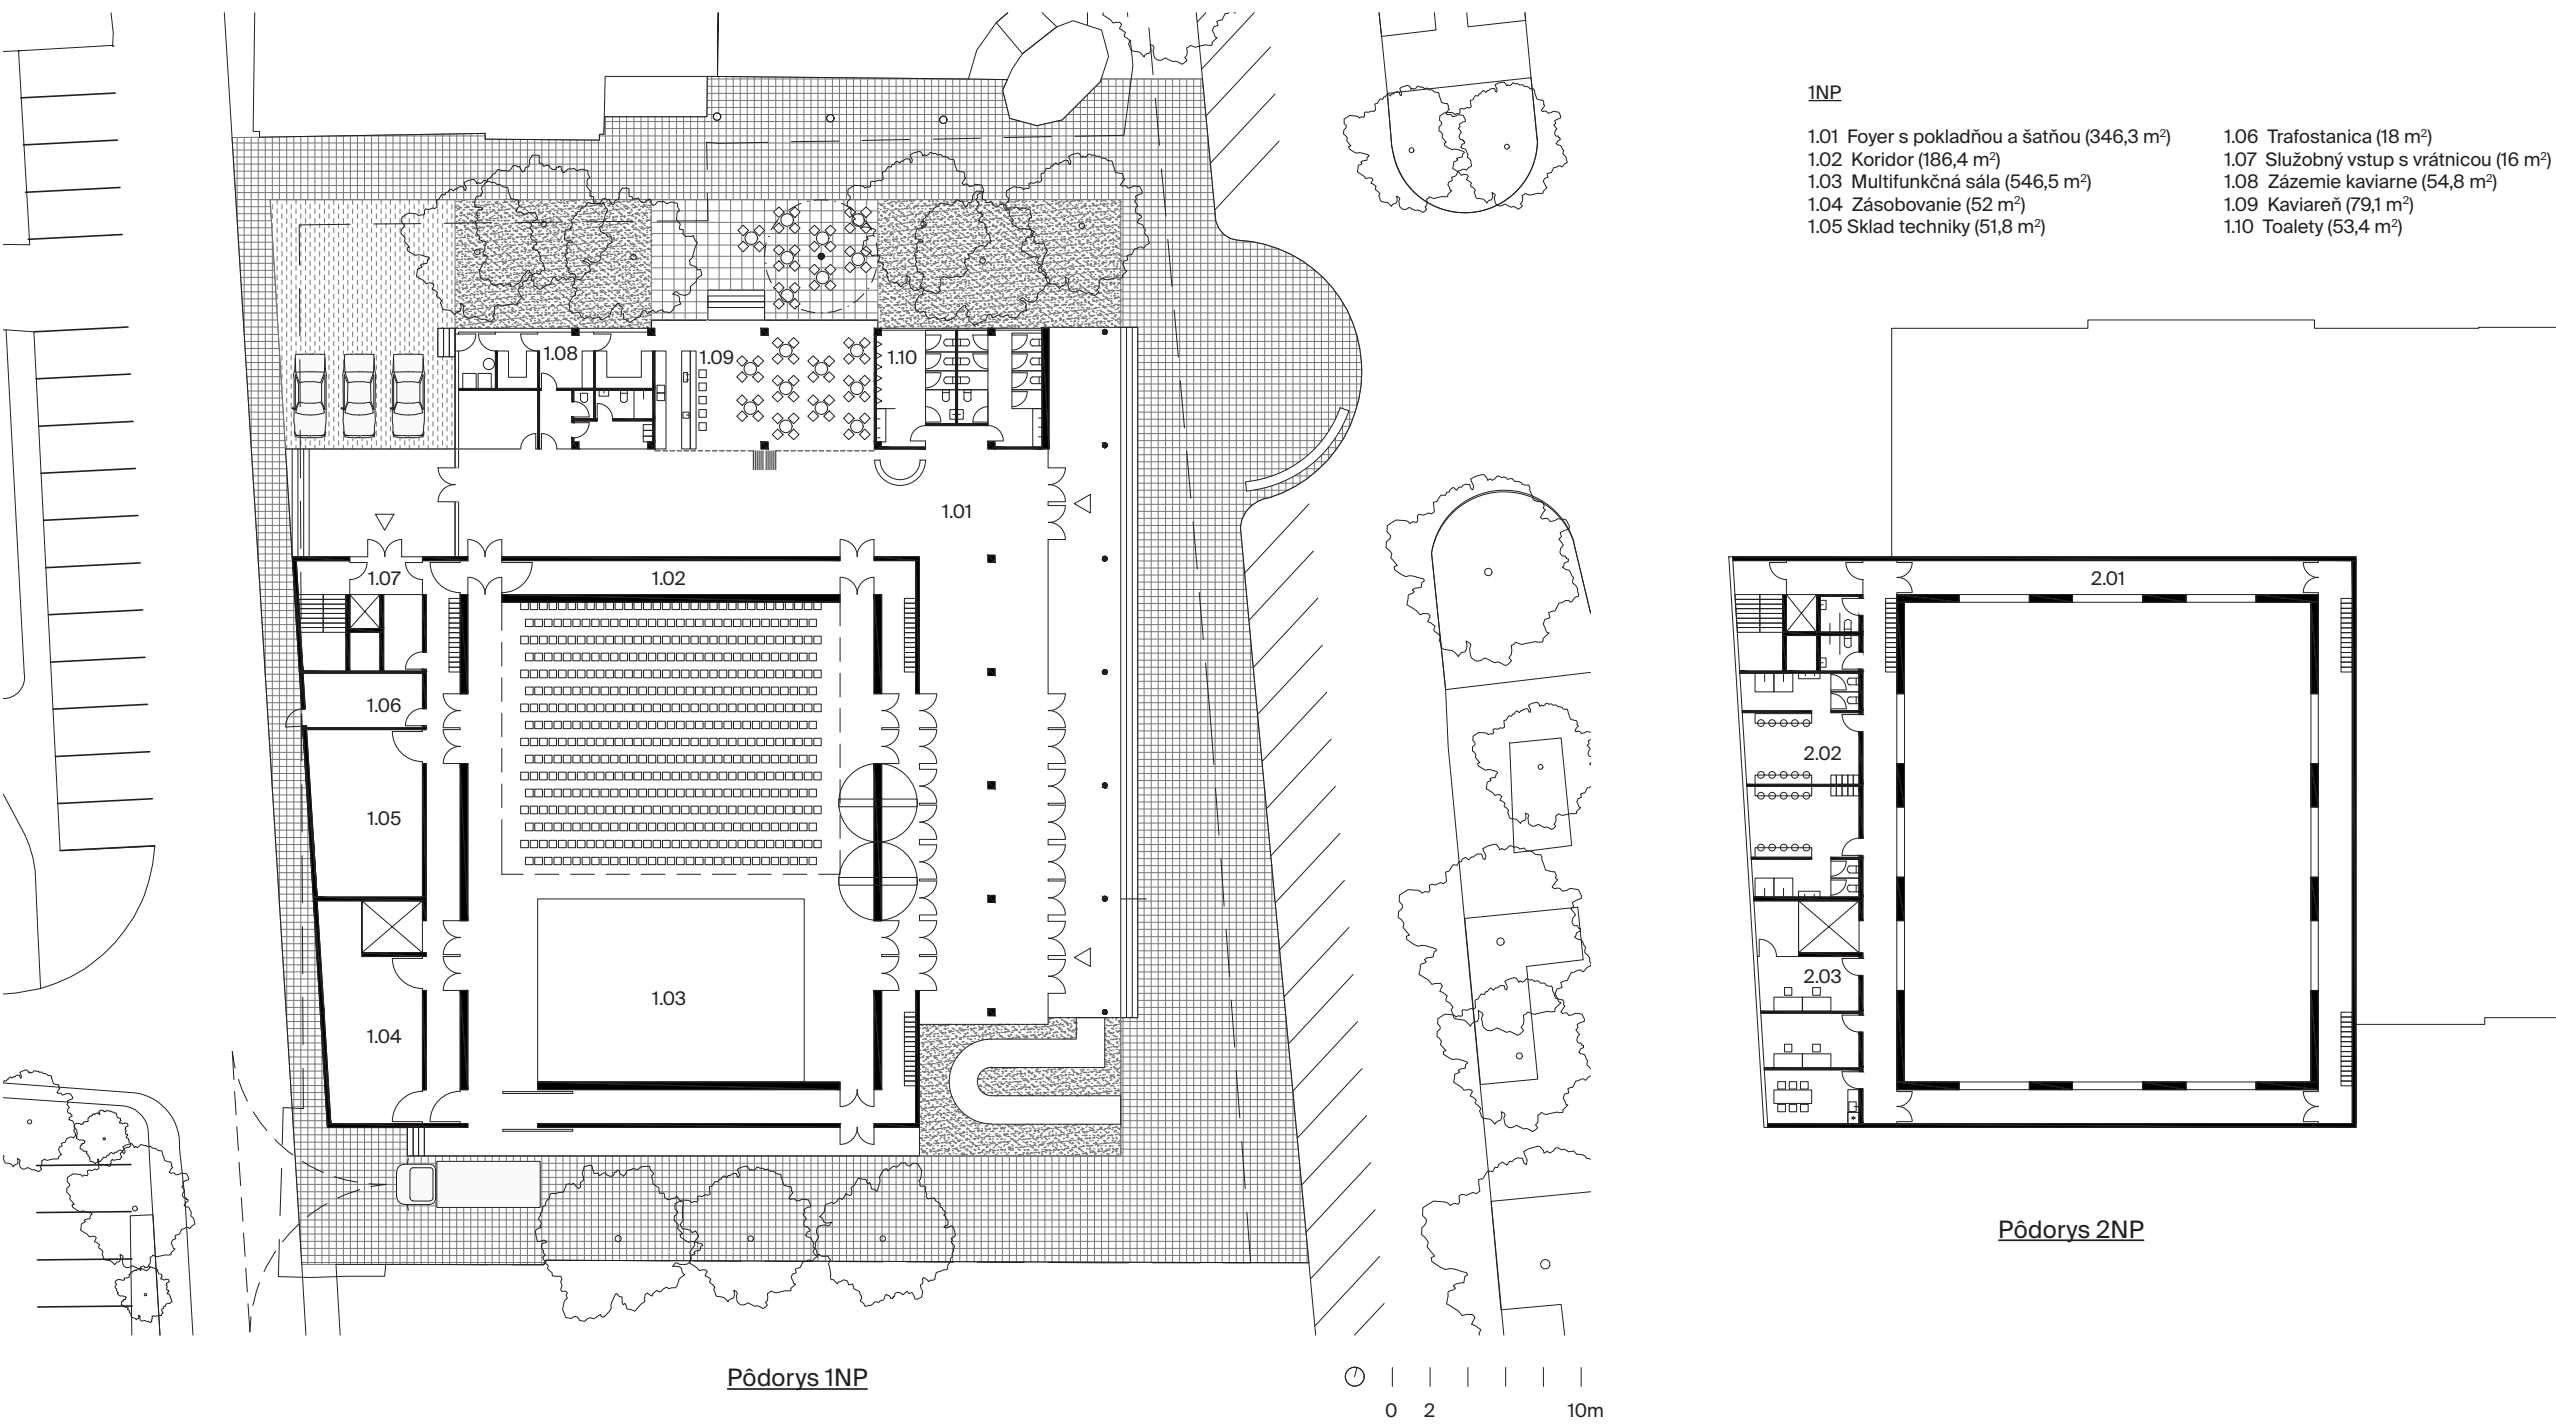 1NP
1.01 Foyer s pokladňou a šatňou (346,3 m²)
1.02 Koridor (186,4 m²)
1.03 Multifunkčná sála (546,5 m²)
1.04 Zásobovanie (52 m²)
1.05 Sklad techniky (51,8 m²)
1.06 Trafostanica (18 m²)
1.07 Služobný vstup s vrátnicou (16 m²)
1.08 Zázemie kaviarne (54,8 m²)
1.09 Kaviareň (79,1 m²)
1.10 Toalety (53,4 m²)
1.08
1.09
1.10
1.01
1.07
1.02
1.06
1.05
1.03
1.04
2.01
2.02
2.03
Pôdorys 2NP
Pôdorys 1NP
0 2 10m